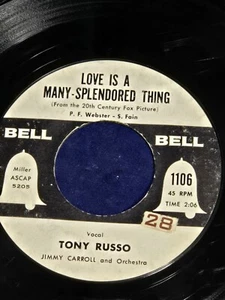 LOVE IS A
MANY-SPLENDORED THING
(From the 20th Century Fox Picture)
P. F. Webster - S. Fain
BELL BELL
Miller
ASCAP
5205
1106
45 RPM
TIME 2:06
28
Vocal
TONY RUSSO
JIMMY CARROLL and Orchestra